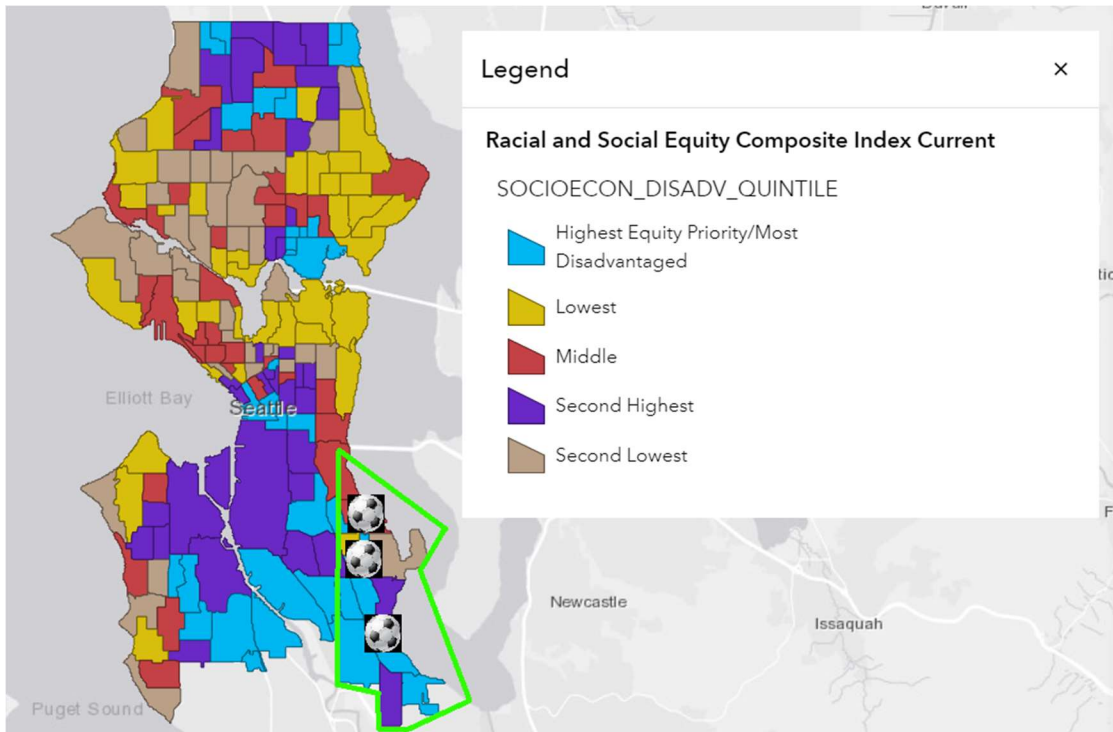 Legend
×
Racial and Social Equity Composite Index Current
SOCIOECON_DISADV_QUINTILE
Highest Equity Priority/Most
Disadvantaged
Lowest
Middle
Second Highest
Second Lowest
Elliott Bay
Seattle
Newcastle
Issaquah
Puget Sound